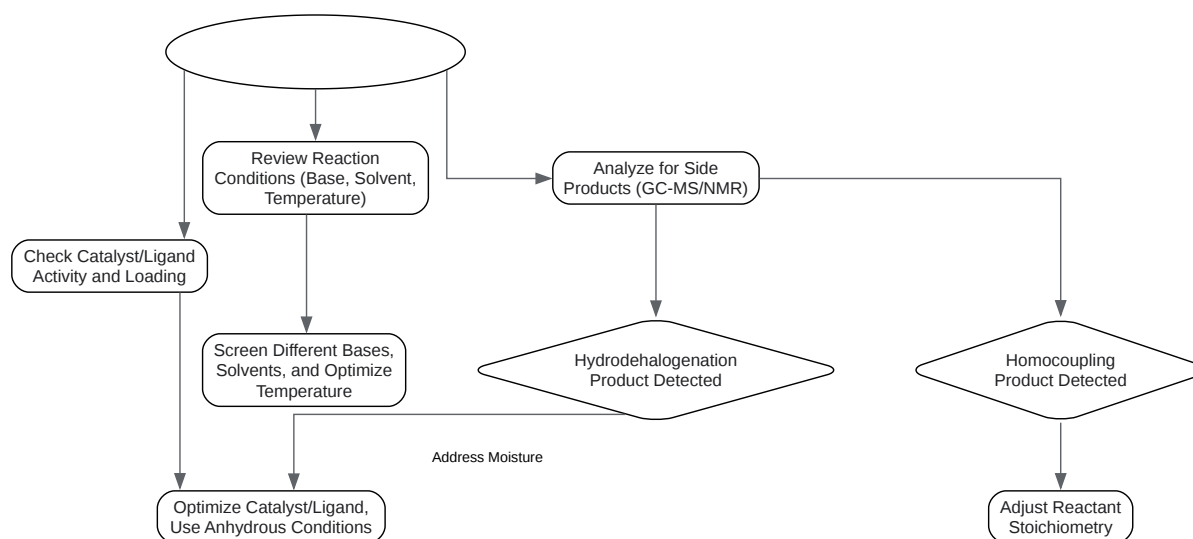 Review Reaction
Conditions (Base, Solvent,
Temperature)
Analyze for Side
Products (GC-MS/NMR)
Check Catalyst/Ligand
Activity and Loading
Screen Different Bases,
Solvents, and Optimize
Temperature
Hydrodehalogenation
Product Detected
Homocoupling
Product Detected
Address Moisture
Optimize Catalyst/Ligand,
Use Anhydrous Conditions
Adjust Reactant
Stoichiometry